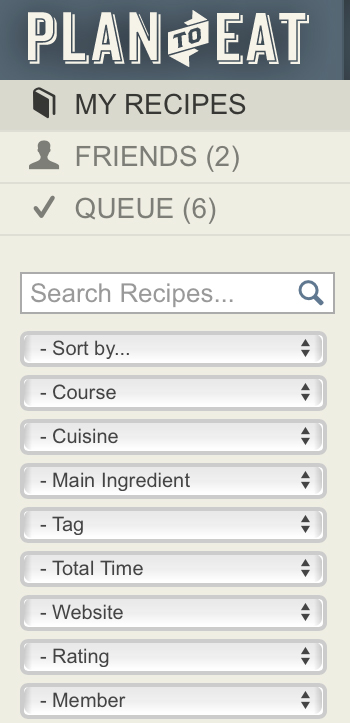 PLAN TO EAT
MY RECIPES
FRIENDS (2)
QUEUE (6)
Search Recipes...
- Sort by...
- Course
- Cuisine
- Main Ingredient
- Tag
- Total Time
- Website
- Rating
- Member